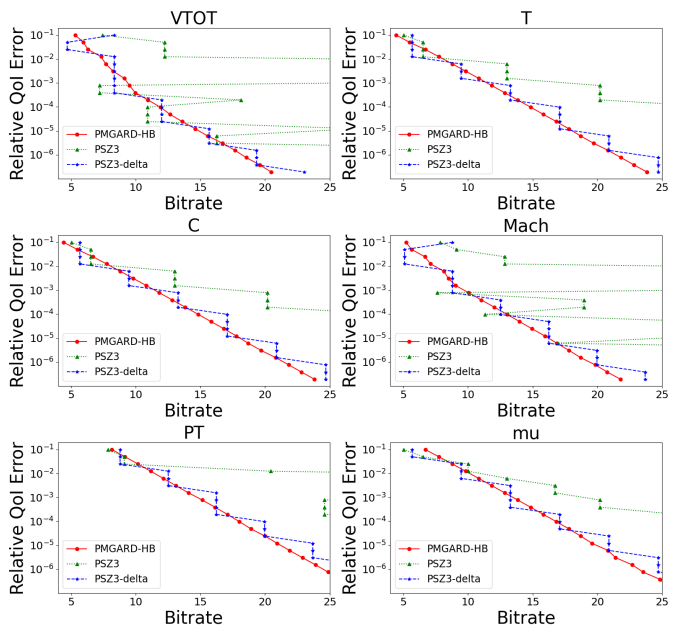 VTOT
Relative QoI Error
10⁻¹
10⁻²
10⁻³
10⁻⁴
10⁻⁵
10⁻⁶
PMGARD-HB
PSZ3
PSZ3-delta
5 10 15 20 25
Bitrate
T
Relative QoI Error
10⁻¹
10⁻²
10⁻³
10⁻⁴
10⁻⁵
10⁻⁶
PMGARD-HB
PSZ3
PSZ3-delta
5 10 15 20 25
Bitrate
C
Relative QoI Error
10⁻¹
10⁻²
10⁻³
10⁻⁴
10⁻⁵
10⁻⁶
PMGARD-HB
PSZ3
PSZ3-delta
5 10 15 20 25
Bitrate
Mach
Relative QoI Error
10⁻¹
10⁻²
10⁻³
10⁻⁴
10⁻⁵
10⁻⁶
PMGARD-HB
PSZ3
PSZ3-delta
5 10 15 20 25
Bitrate
PT
Relative QoI Error
10⁻¹
10⁻²
10⁻³
10⁻⁴
10⁻⁵
10⁻⁶
PMGARD-HB
PSZ3
PSZ3-delta
5 10 15 20 25
Bitrate
mu
Relative QoI Error
10⁻¹
10⁻²
10⁻³
10⁻⁴
10⁻⁵
10⁻⁶
PMGARD-HB
PSZ3
PSZ3-delta
5 10 15 20 25
Bitrate